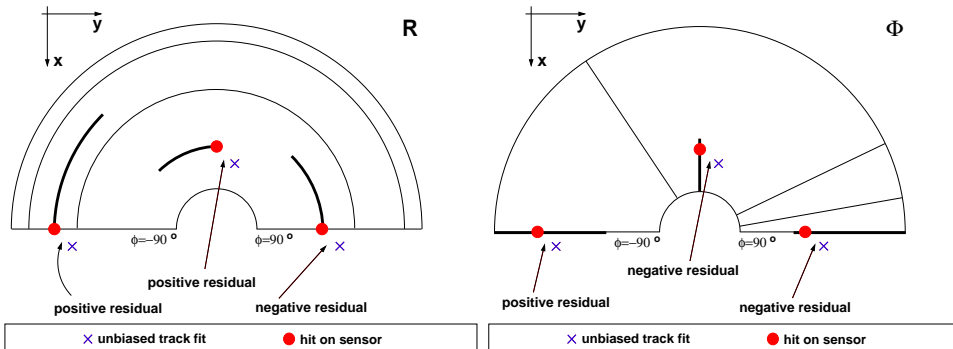 y
R
x
ϕ=−90 °
ϕ=90 °
positive residual
positive residual
negative residual
× unbiased track fit
hit on sensor
y
Φ
x
ϕ=−90 °
ϕ=90 °
negative residual
positive residual
negative residual
× unbiased track fit
hit on sensor